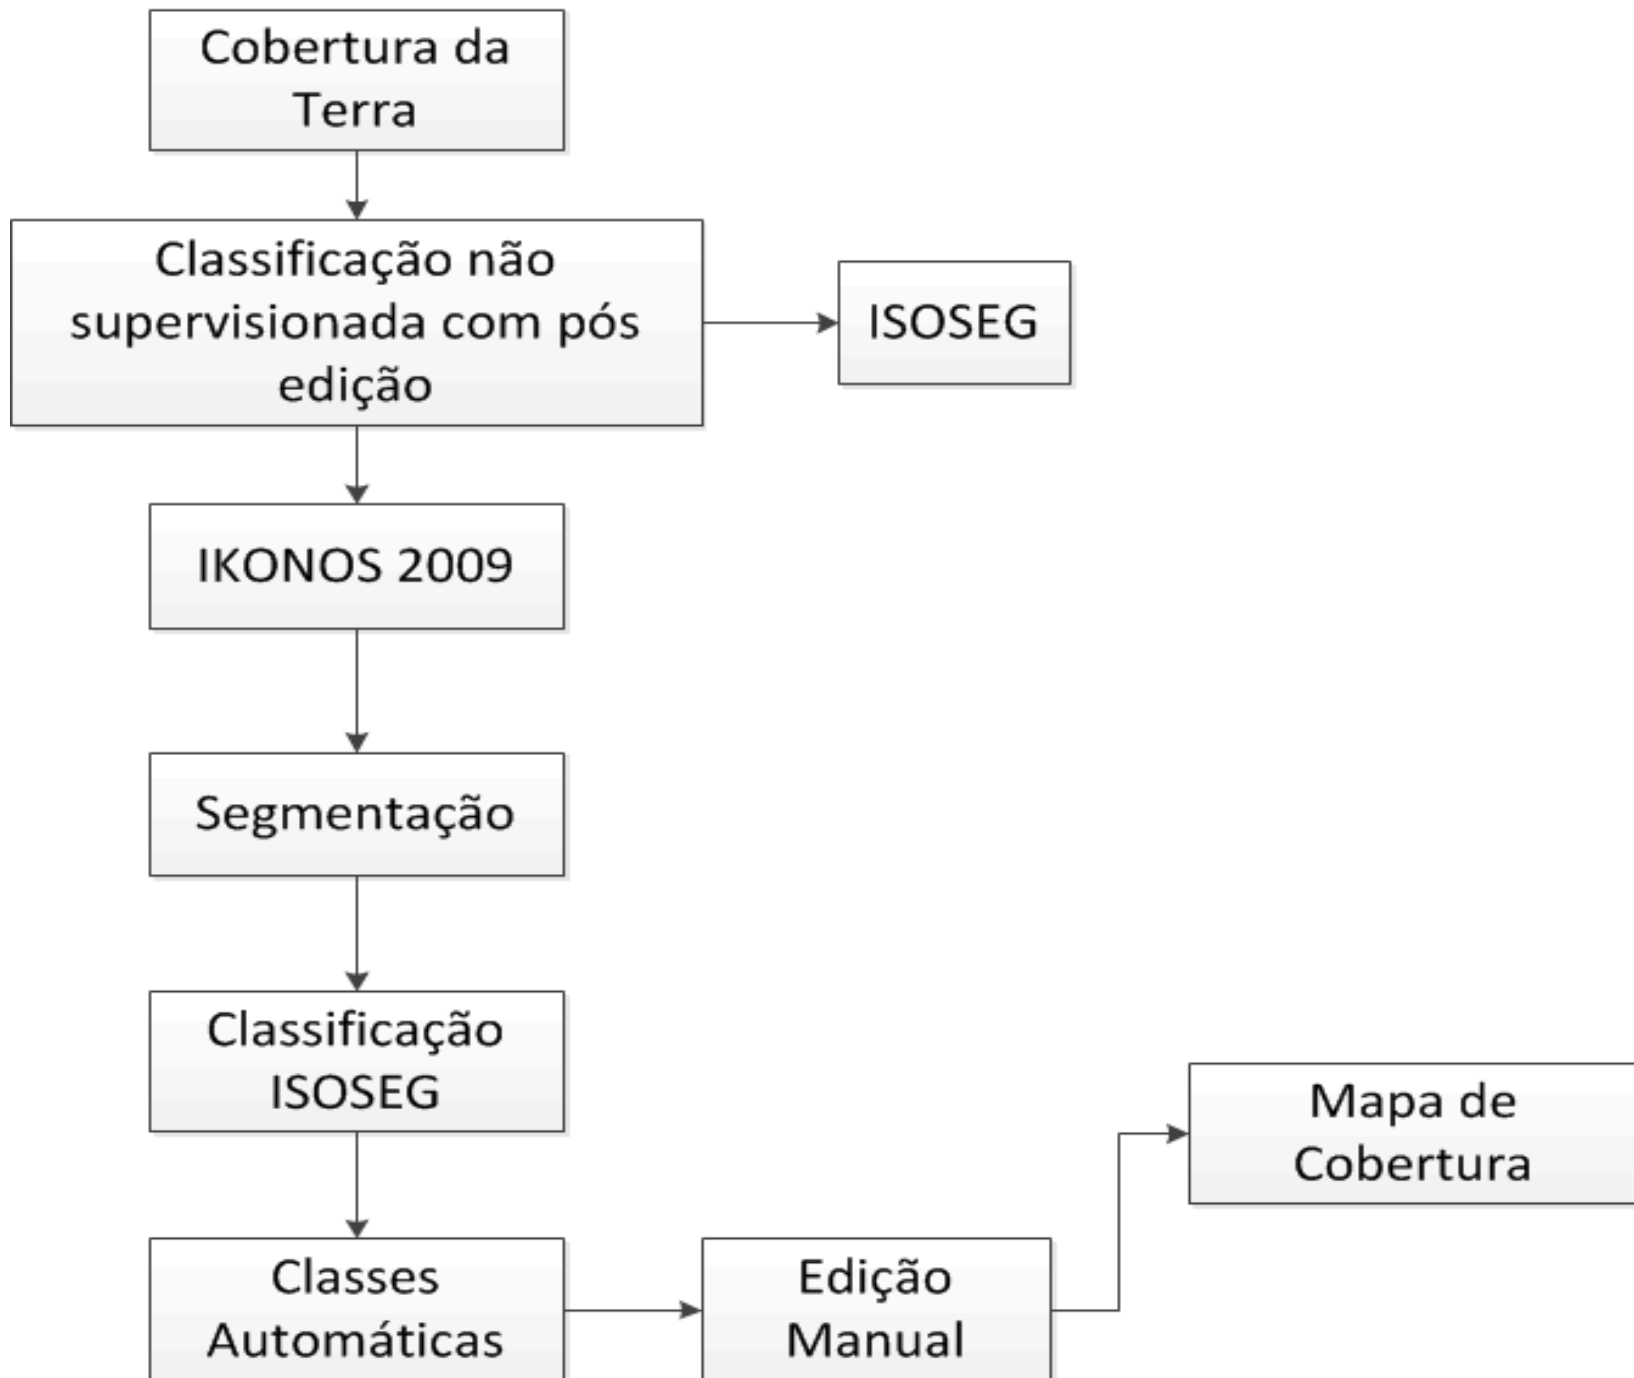 Cobertura da
Terra
Classificação não
supervisionada com pós
edição
ISOSEG
IKONOS 2009
Segmentação
Classificação
ISOSEG
Mapa de
Cobertura
Classes
Automáticas
Edição
Manual